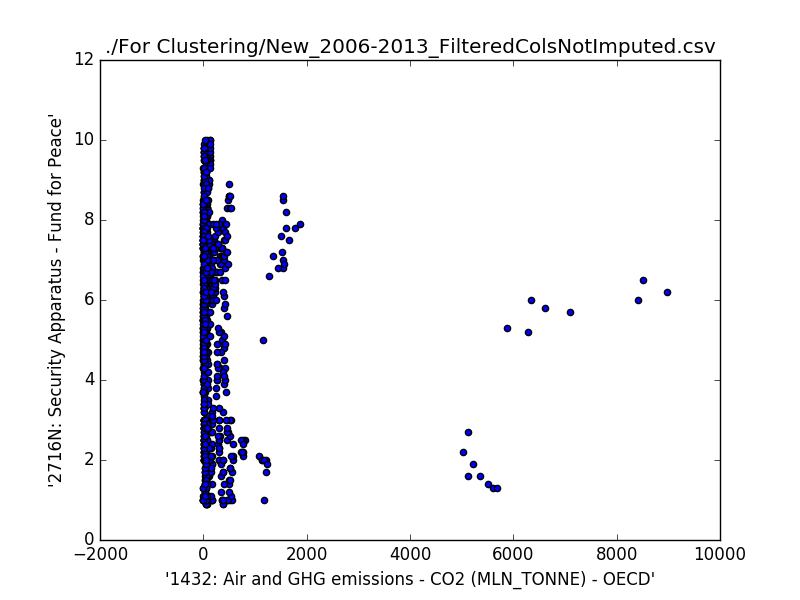 ./For Clustering/New_2006-2013_FilteredColsNotImputed.csv
12
10
8
6
4
2
0
'2716N: Security Apparatus - Fund for Peace'
−2000 0 2000 4000 6000 8000 10000
'1432: Air and GHG emissions - CO2 (MLN_TONNE) - OECD'